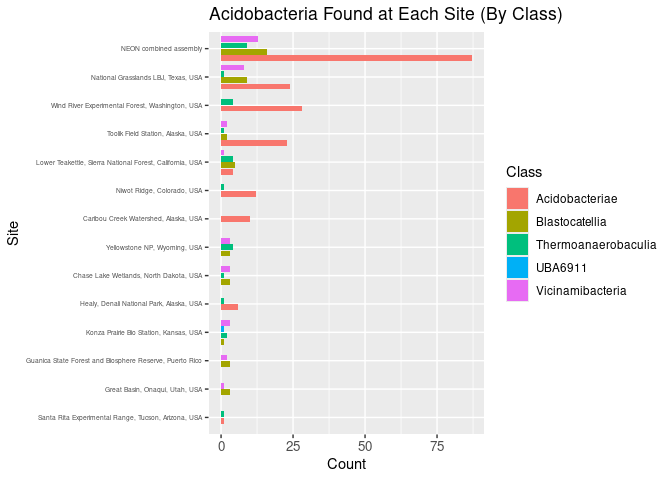 Acidobacteria Found at Each Site (By Class)
NEON combined assembly
National Grasslands LBJ, Texas, USA
Wind River Experimental Forest, Washington, USA
Toolik Field Station, Alaska, USA
Lower Teakettle, Sierra National Forest, California, USA
Niwot Ridge, Colorado, USA
Caribou Creek Watershed, Alaska, USA
Yellowstone NP, Wyoming, USA
Chase Lake Wetlands, North Dakota, USA
Healy, Denali National Park, Alaska, USA
Konza Prairie Bio Station, Kansas, USA
Guanica State Forest and Biosphere Reserve, Puerto Rico
Great Basin, Onaqui, Utah, USA
Santa Rita Experimental Range, Tucson, Arizona, USA
Site
0 25 50 75
Count
Class
Acidobacteriae
Blastocatellia
Thermoanaerobaculia
UBA6911
Vicinamibacteria